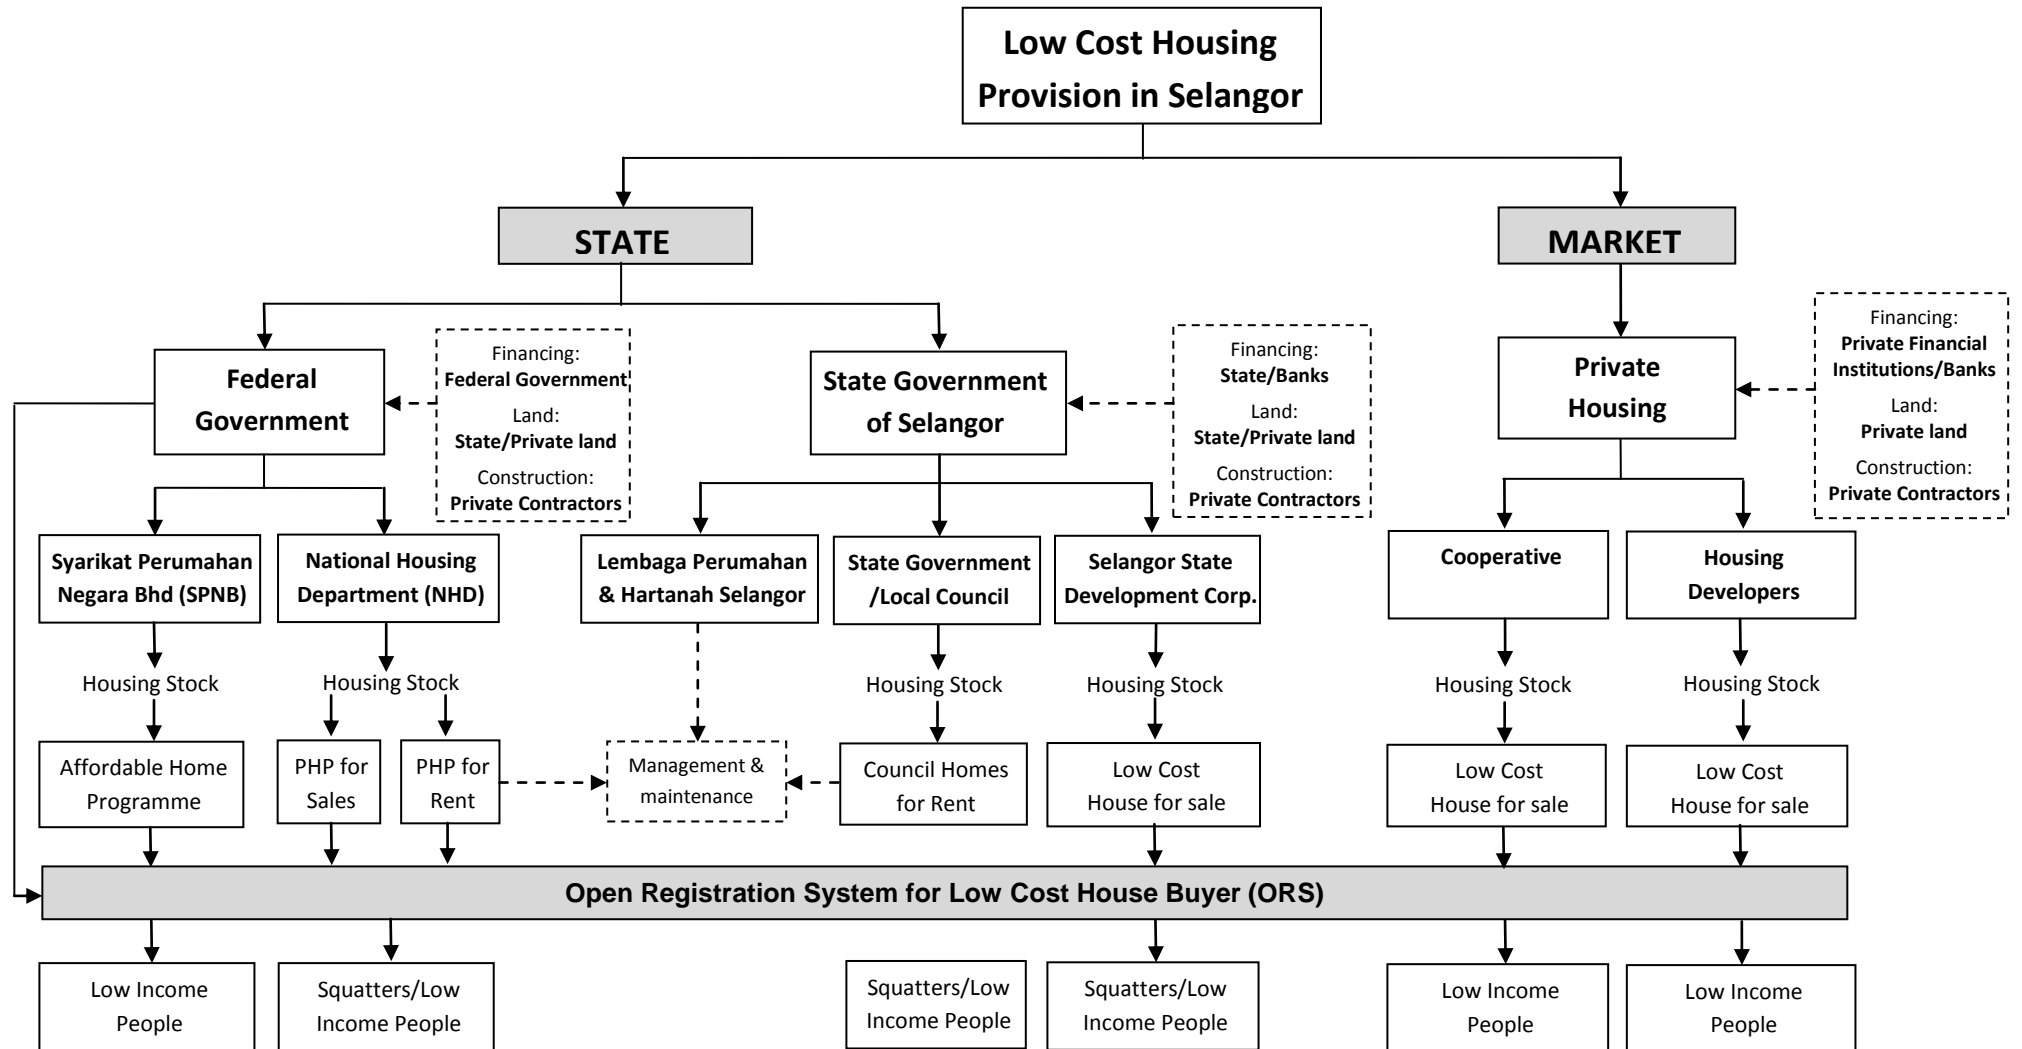 Low Cost Housing
Provision in Selangor
STATE
MARKET
Federal
Government
Financing:
Federal Government
Land:
State/Private land
Construction:
Private Contractors
State Government
of Selangor
Financing:
State/Banks
Land:
State/Private land
Construction:
Private Contractors
Private
Housing
Financing:
Private Financial
Institutions/Banks
Land:
Private land
Construction:
Private Contractors
Syarikat Perumahan
Negara Bhd (SPNB)
National Housing
Department (NHD)
Lembaga Perumahan
& Hartanah Selangor
State Government
/Local Council
Selangor State
Development Corp.
Cooperative
Housing
Developers
Housing Stock
Housing Stock
Housing Stock
Housing Stock
Housing Stock
Housing Stock
Affordable Home
Programme
PHP for
Sales
PHP for
Rent
Management &
maintenance
Council Homes
for Rent
Low Cost
House for sale
Low Cost
House for sale
Low Cost
House for sale
Open Registration System for Low Cost House Buyer (ORS)
Low Income
People
Squatters/Low
Income People
Squatters/Low
Income People
Squatters/Low
Income People
Low Income
People
Low Income
People